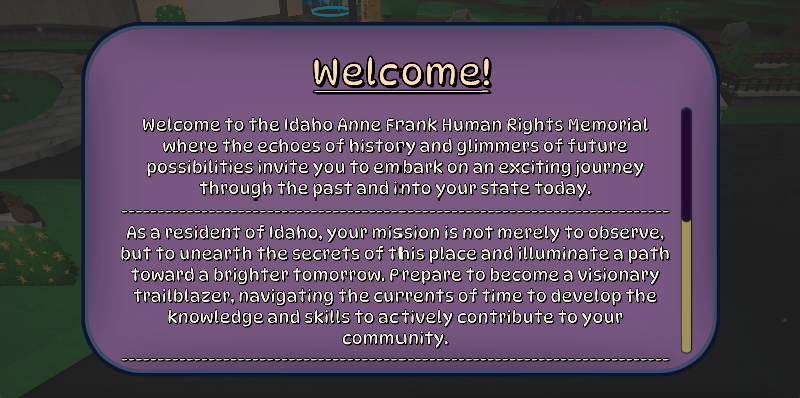 Welcome!
Welcome to the Idaho Anne Frank Human Rights Memorial
where the echoes of history and glimmers of future
possibilities invite you to embark on an exciting journey
through the past and into your state today.
As a resident of Idaho, your mission is not merely to observe,
but to unearth the secrets of this place and illuminate a path
toward a brighter tomorrow. Prepare to become a visionary
trailblazer, navigating the currents of time to develop the
knowledge and skills to actively contribute to your
community.